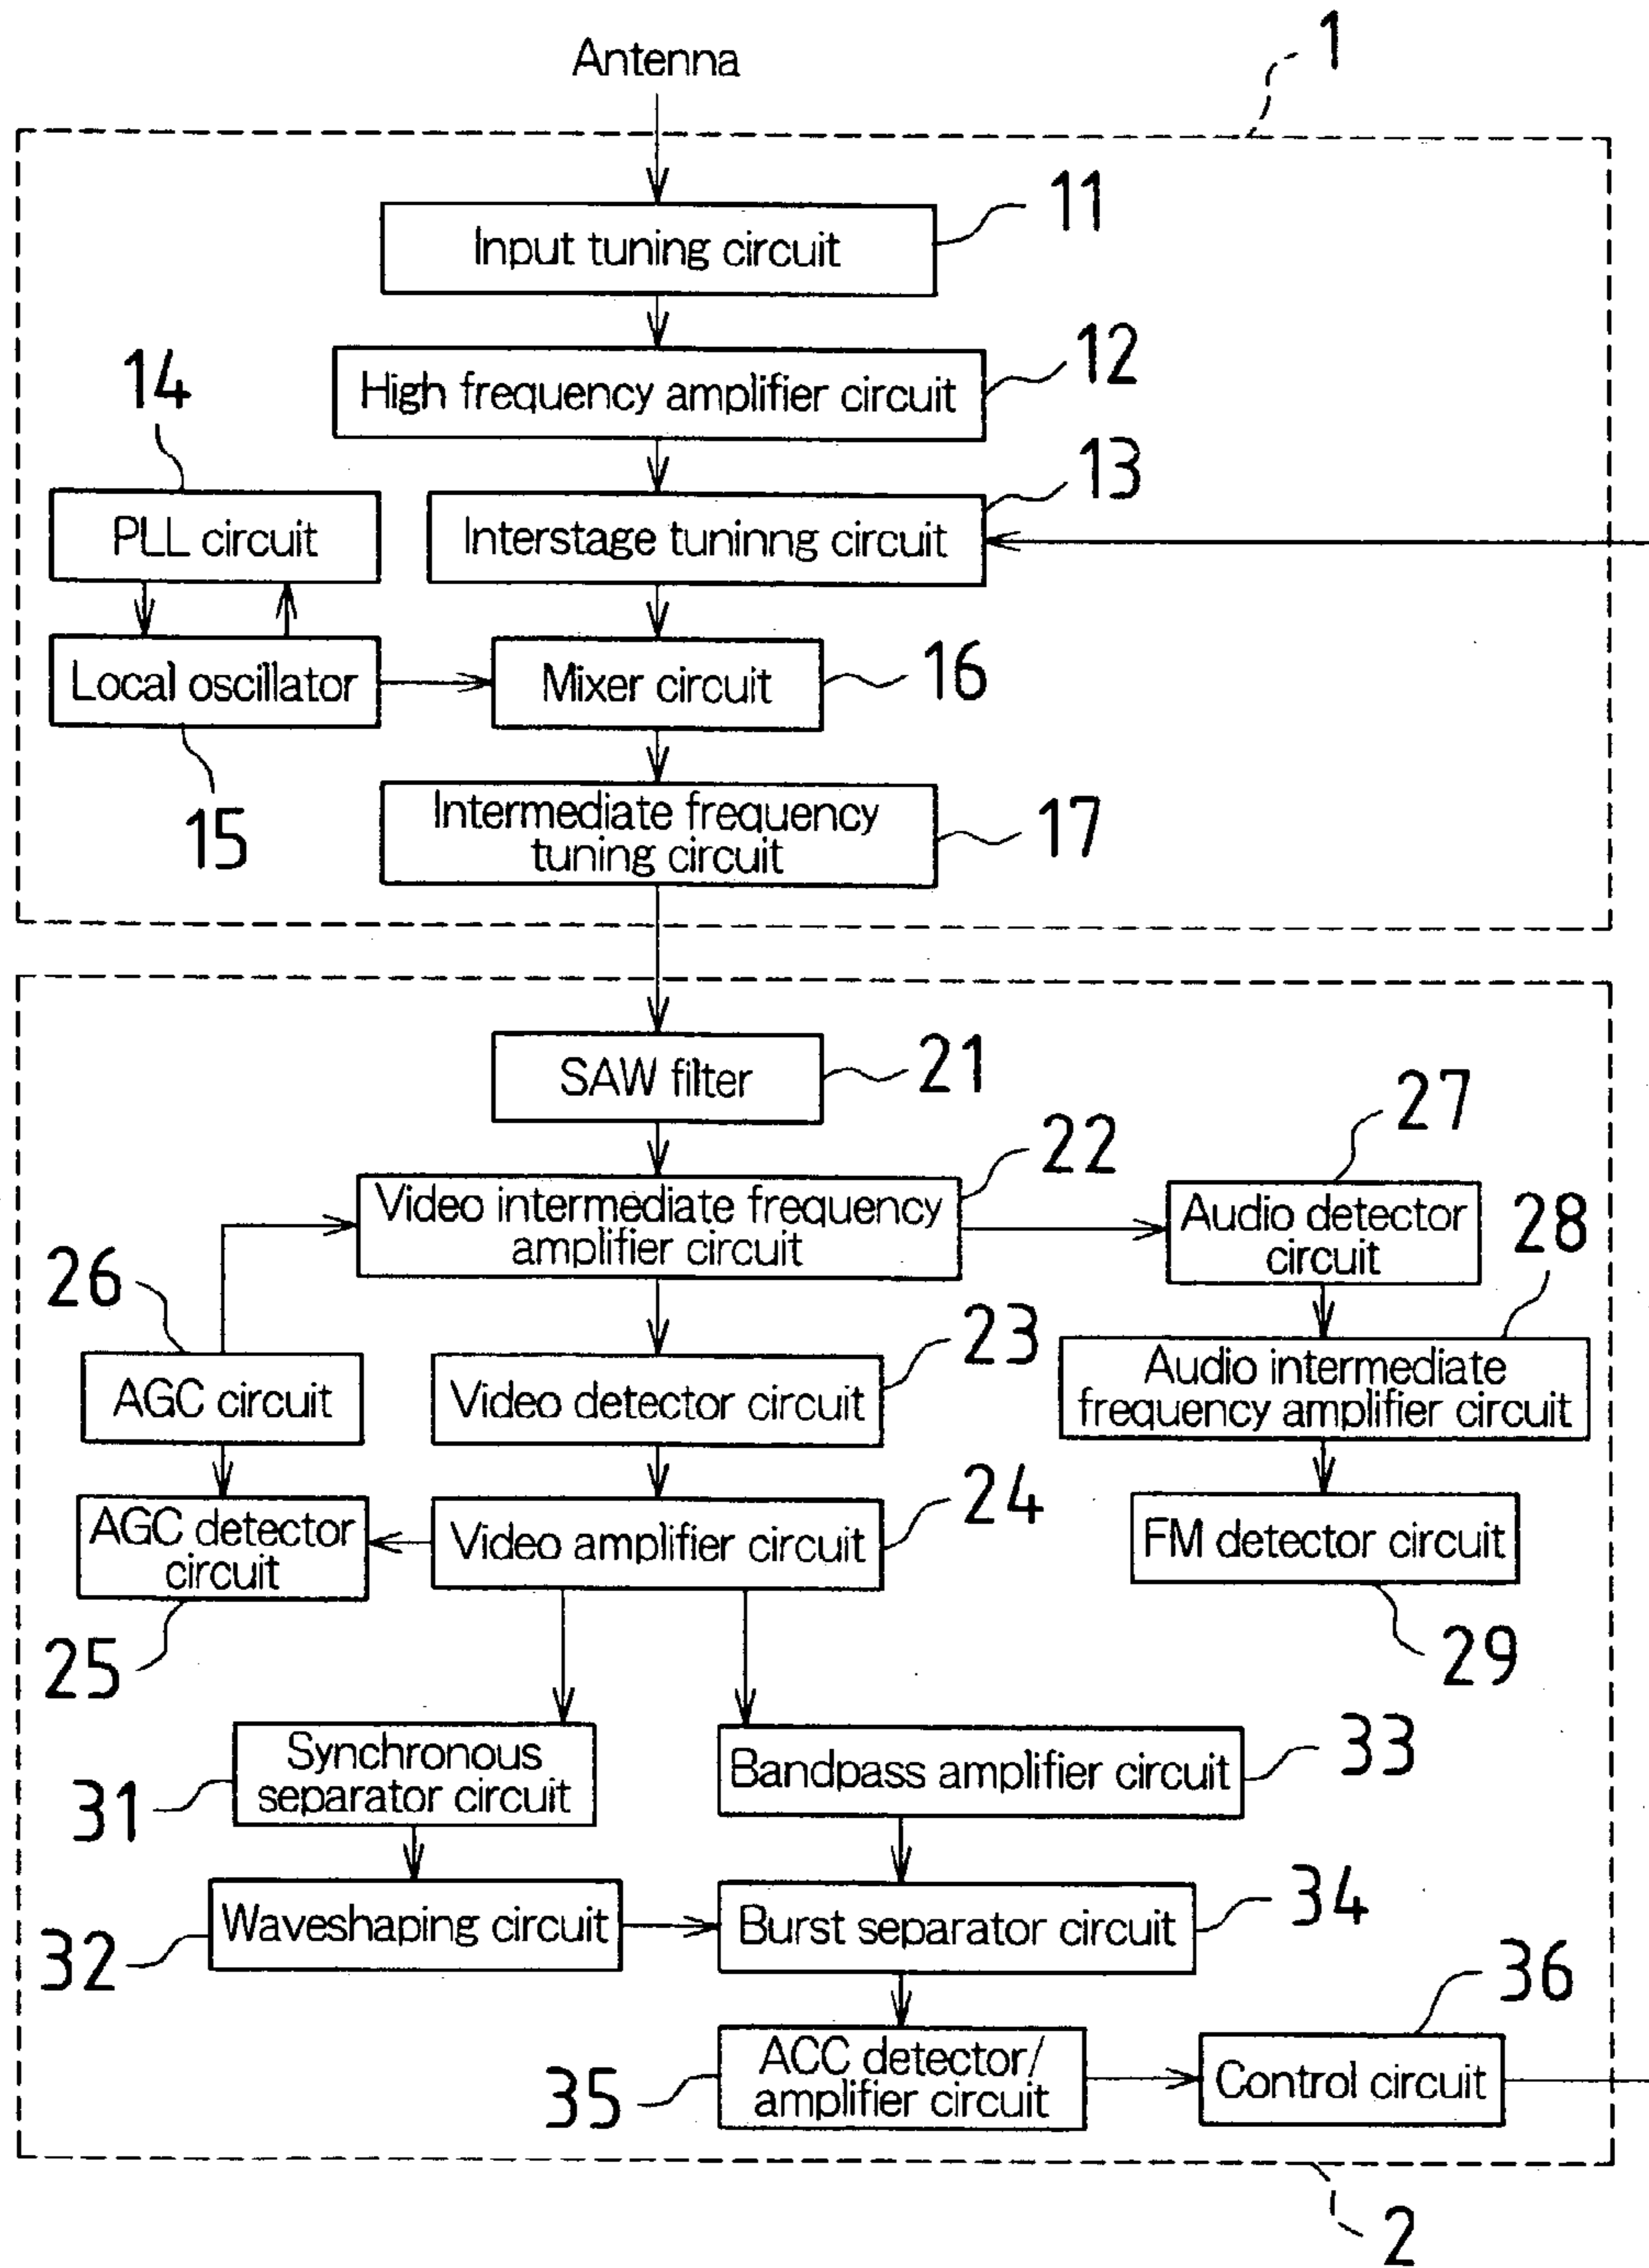 1
Antenna
11
Input tuning circuit
12
High frequency amplifier circuit
14
13
PLL circuit
Interstage tuninng circuit
Local oscillator
Mixer circuit
16
15
Intermediate frequency
tuning circuit
17
SAW filter
21
27
22
Video intermediate frequency
amplifier circuit
Audio detector
circuit
28
26
23
AGC circuit
Video detector circuit
Audio intermediate
frequency amplifier circuit
24
AGC detector
circuit
Video amplifier circuit
FM detector circuit
25
29
Synchronous
separator circuit
31
Bandpass amplifier circuit
33
Waveshaping circuit
32
Burst separator circuit
34
36
ACC detector/
amplifier circuit
35
Control circuit
2